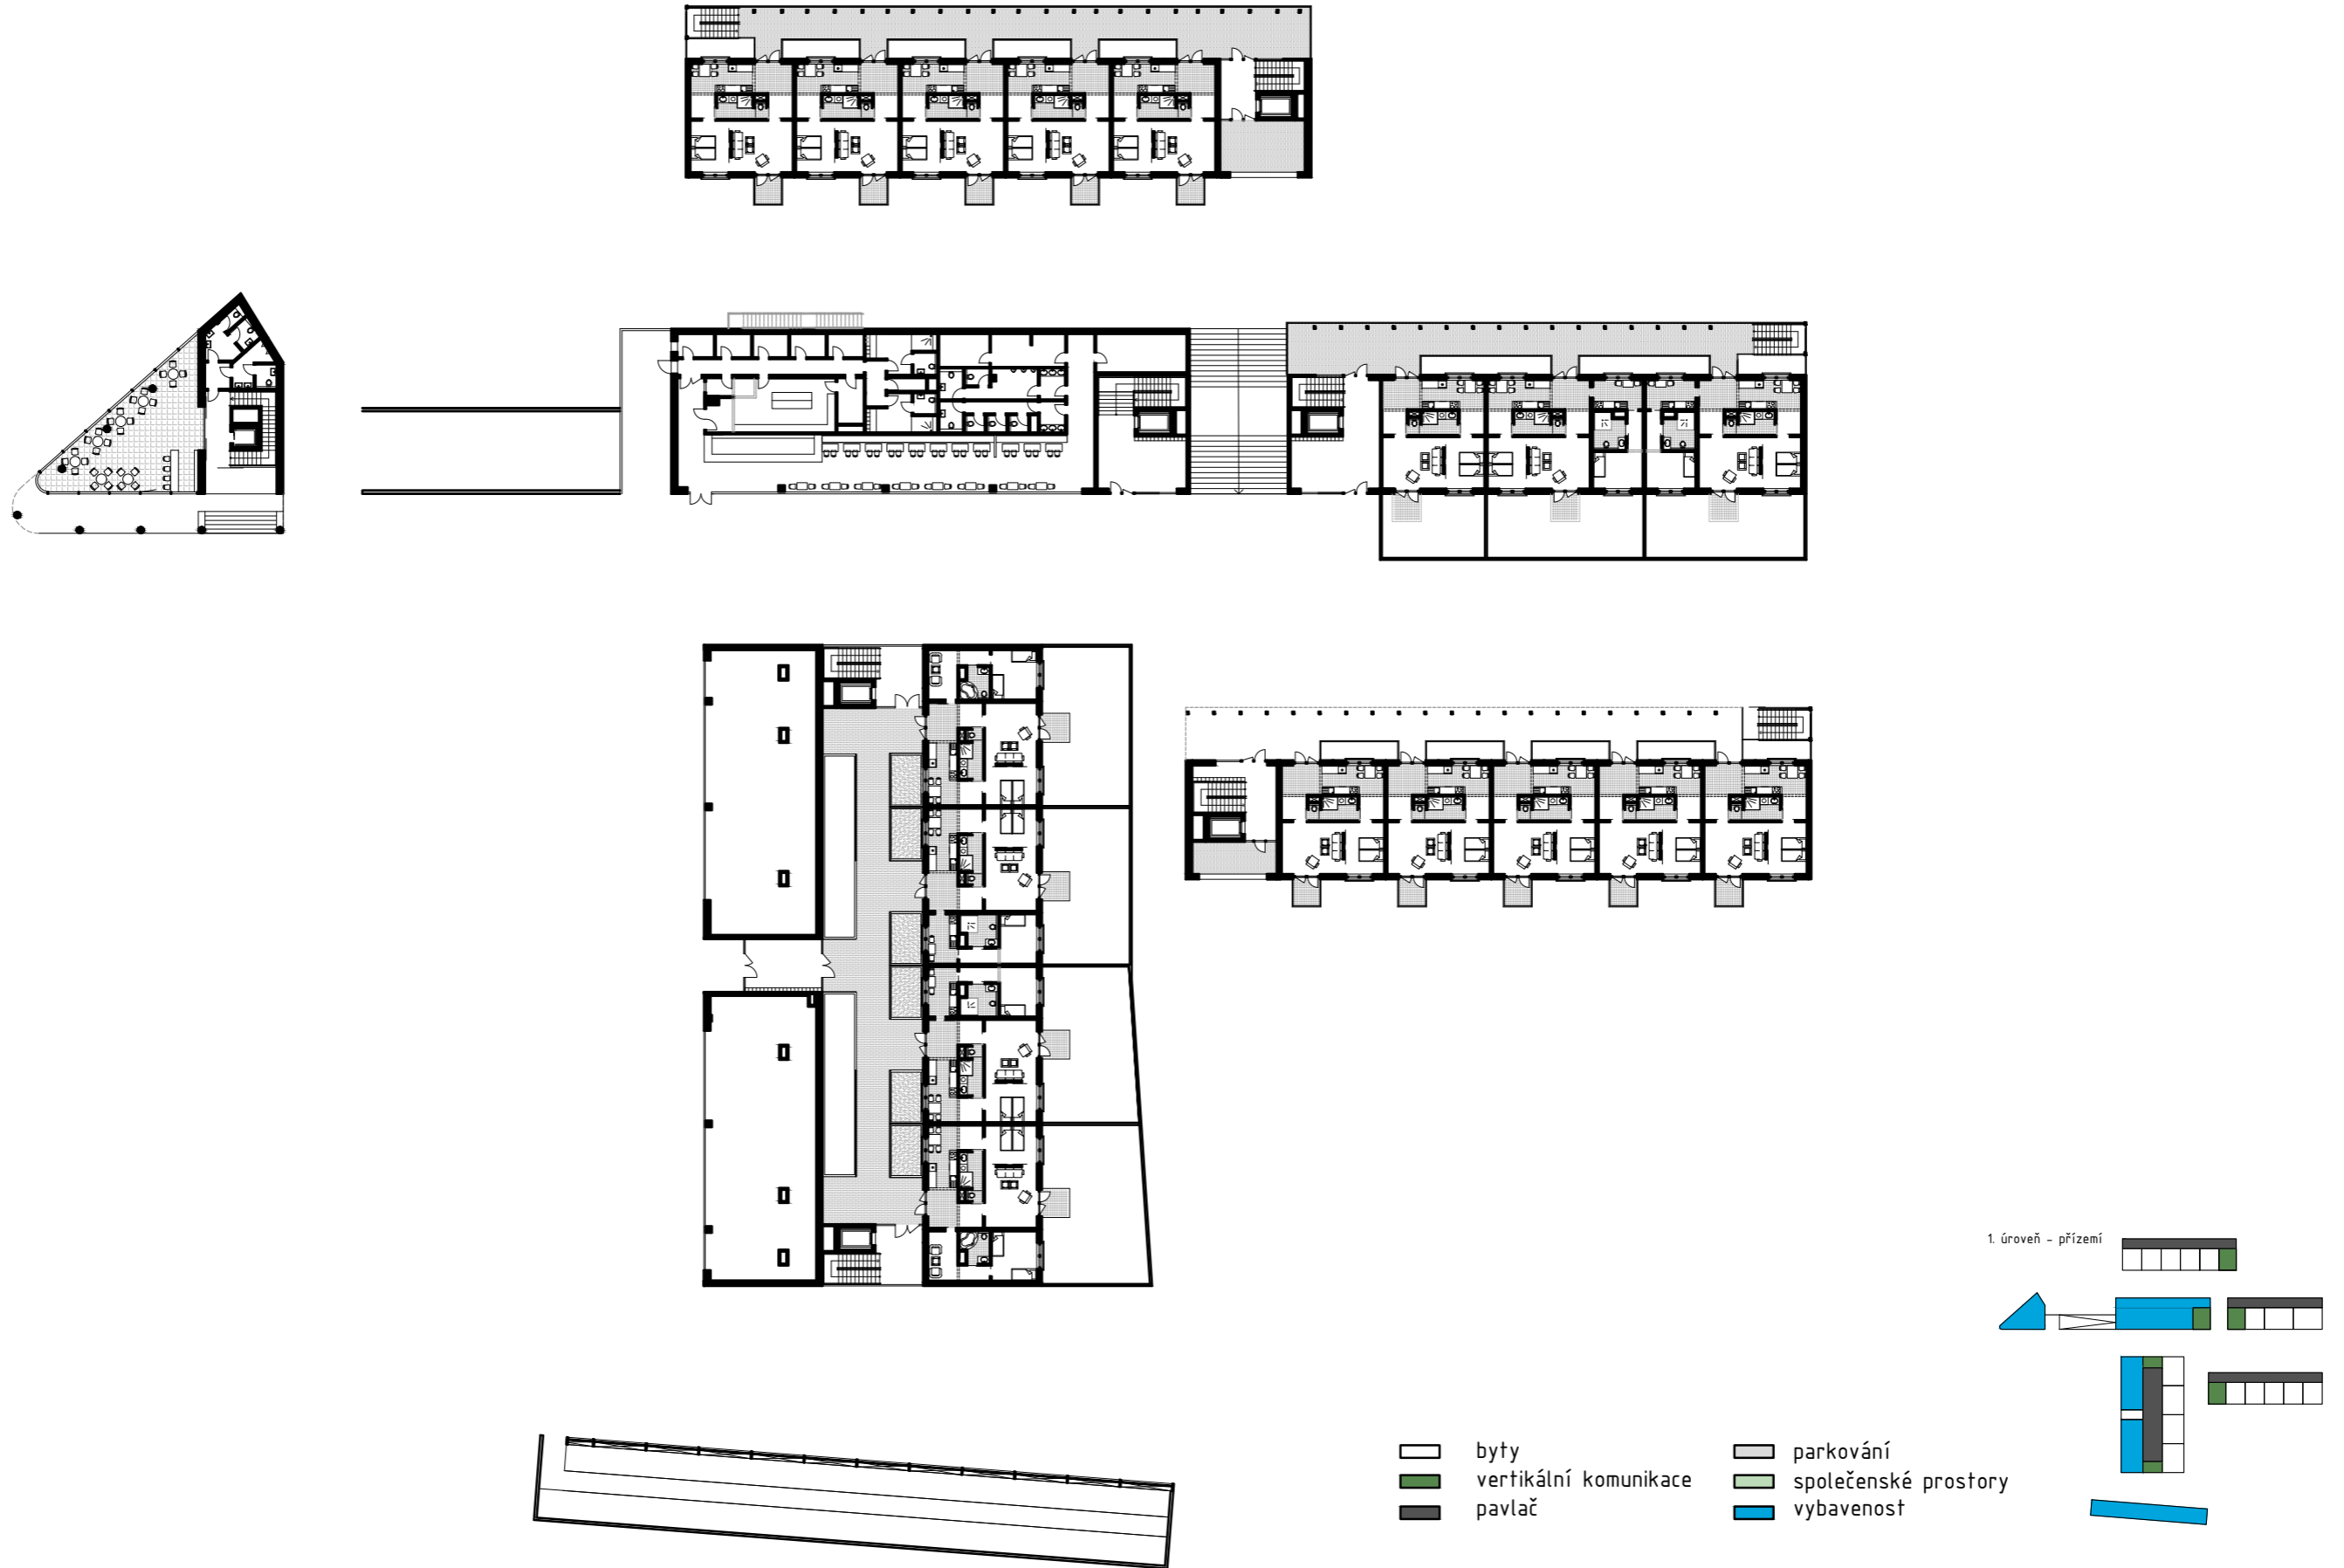 1. úroveň - přízemí
byty
vertikální komunikace
pavlač
parkování
společenské prostory
vybavenost